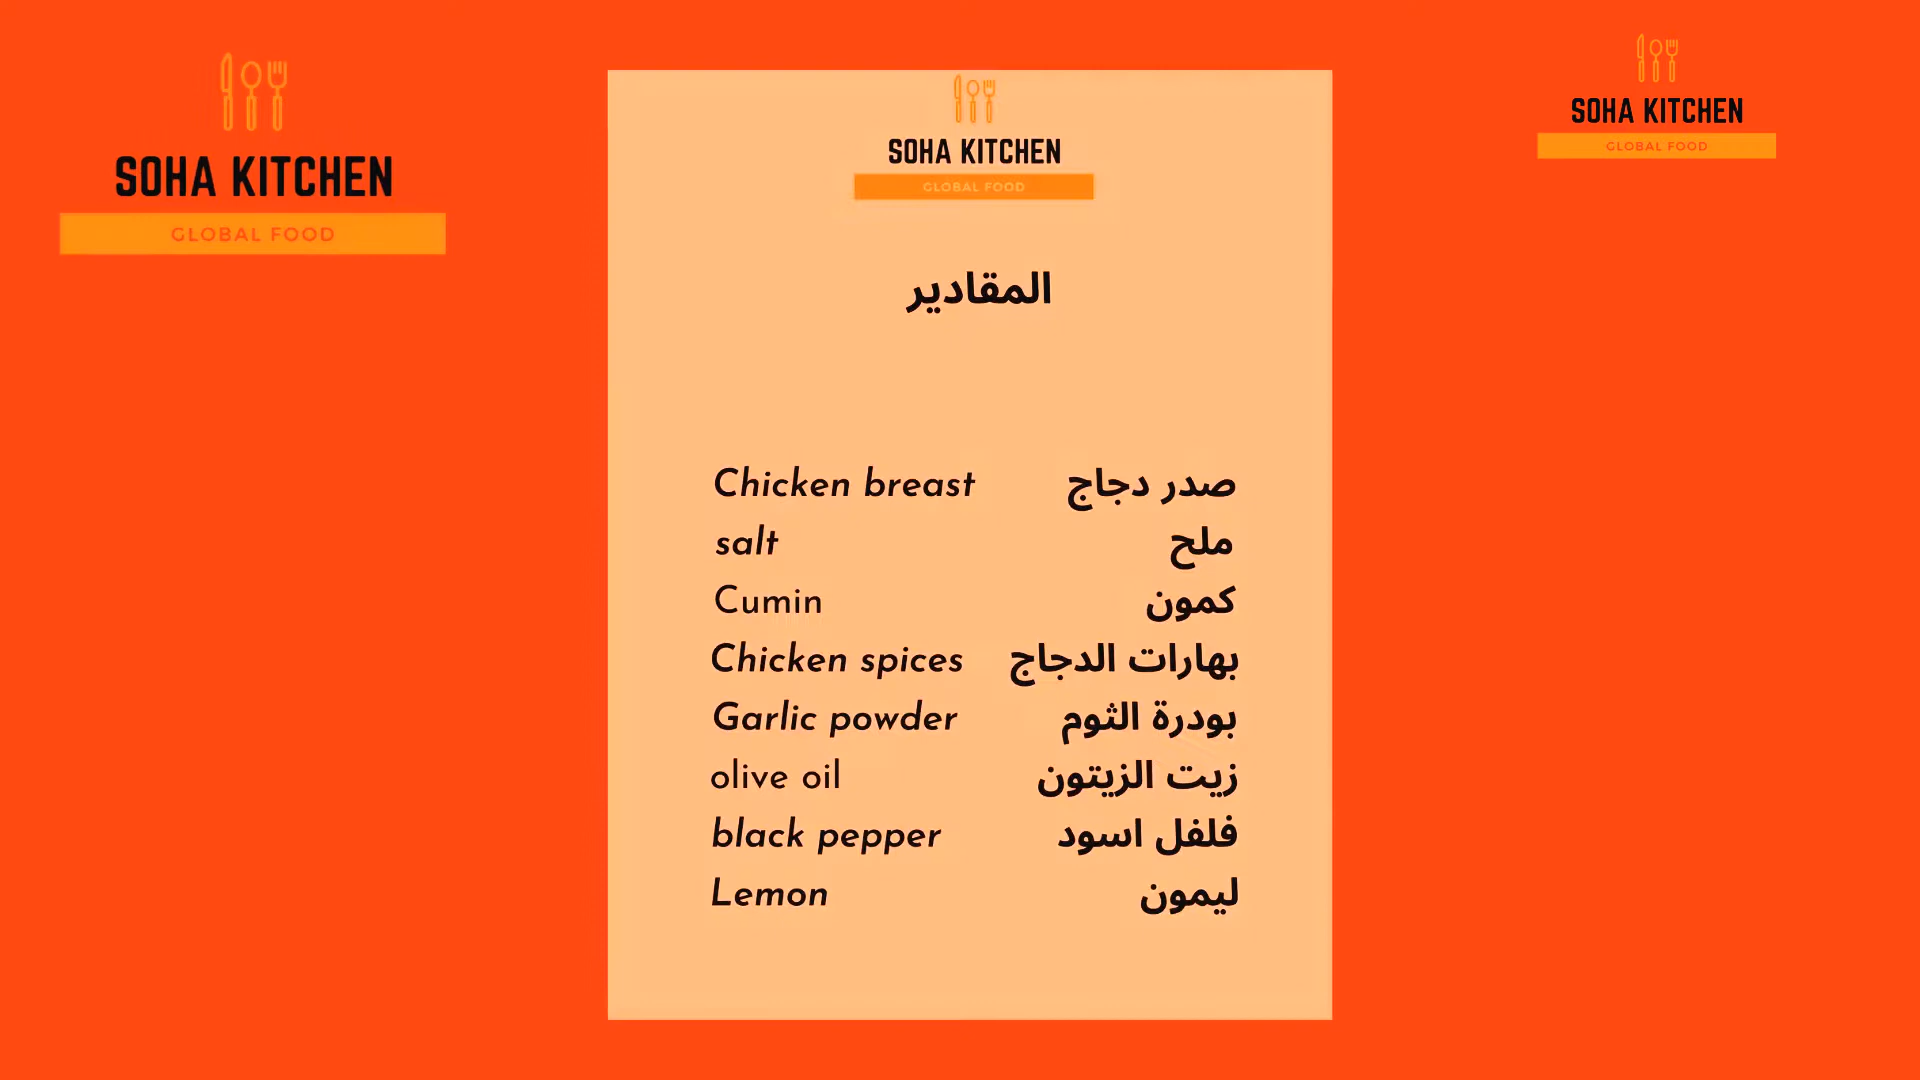 SOHA KITCHEN
GLOBAL FOOD
SOHA KITCHEN
GLOBAL FOOD
SOHA KITCHEN
GLOBAL FOOD
المقادير
Chicken breast صدر دجاج
salt ملح
Cumin كمون
Chicken spices بهارات الدجاج
Garlic powder بودرة الثوم
olive oil زيت الزيتون
black pepper فلفل اسود
Lemon ليمون